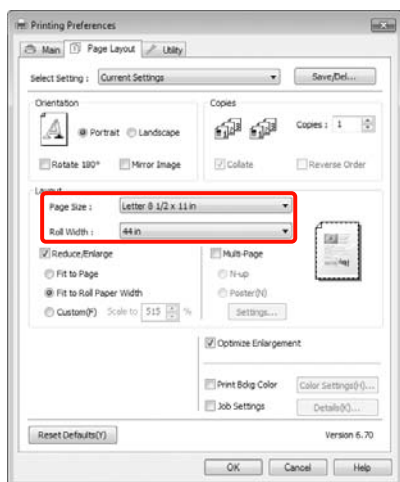 Printing Preferences
Main Page Layout Utility
Select Setting : Current Settings Save/Del...
Orientation Copies
A Portrait Landscape Copies : 1
Rotate 180° Mirror Image Collate Reverse Order
Layout
Page Size : Letter 8 1/2 x 11 in
Roll Width : 44 in
Reduce/Enlarge Multi-Page
Fit to Page N-up
Fit to Roll Paper Width Poster(N)
Custom(F) Scale to 515 % Settings...
Optimize Enlargement
Print Bckg Color Color Settings(H)...
Job Settings Details(K)...
Reset Defaults(Y) Version 6.70
OK Cancel Help